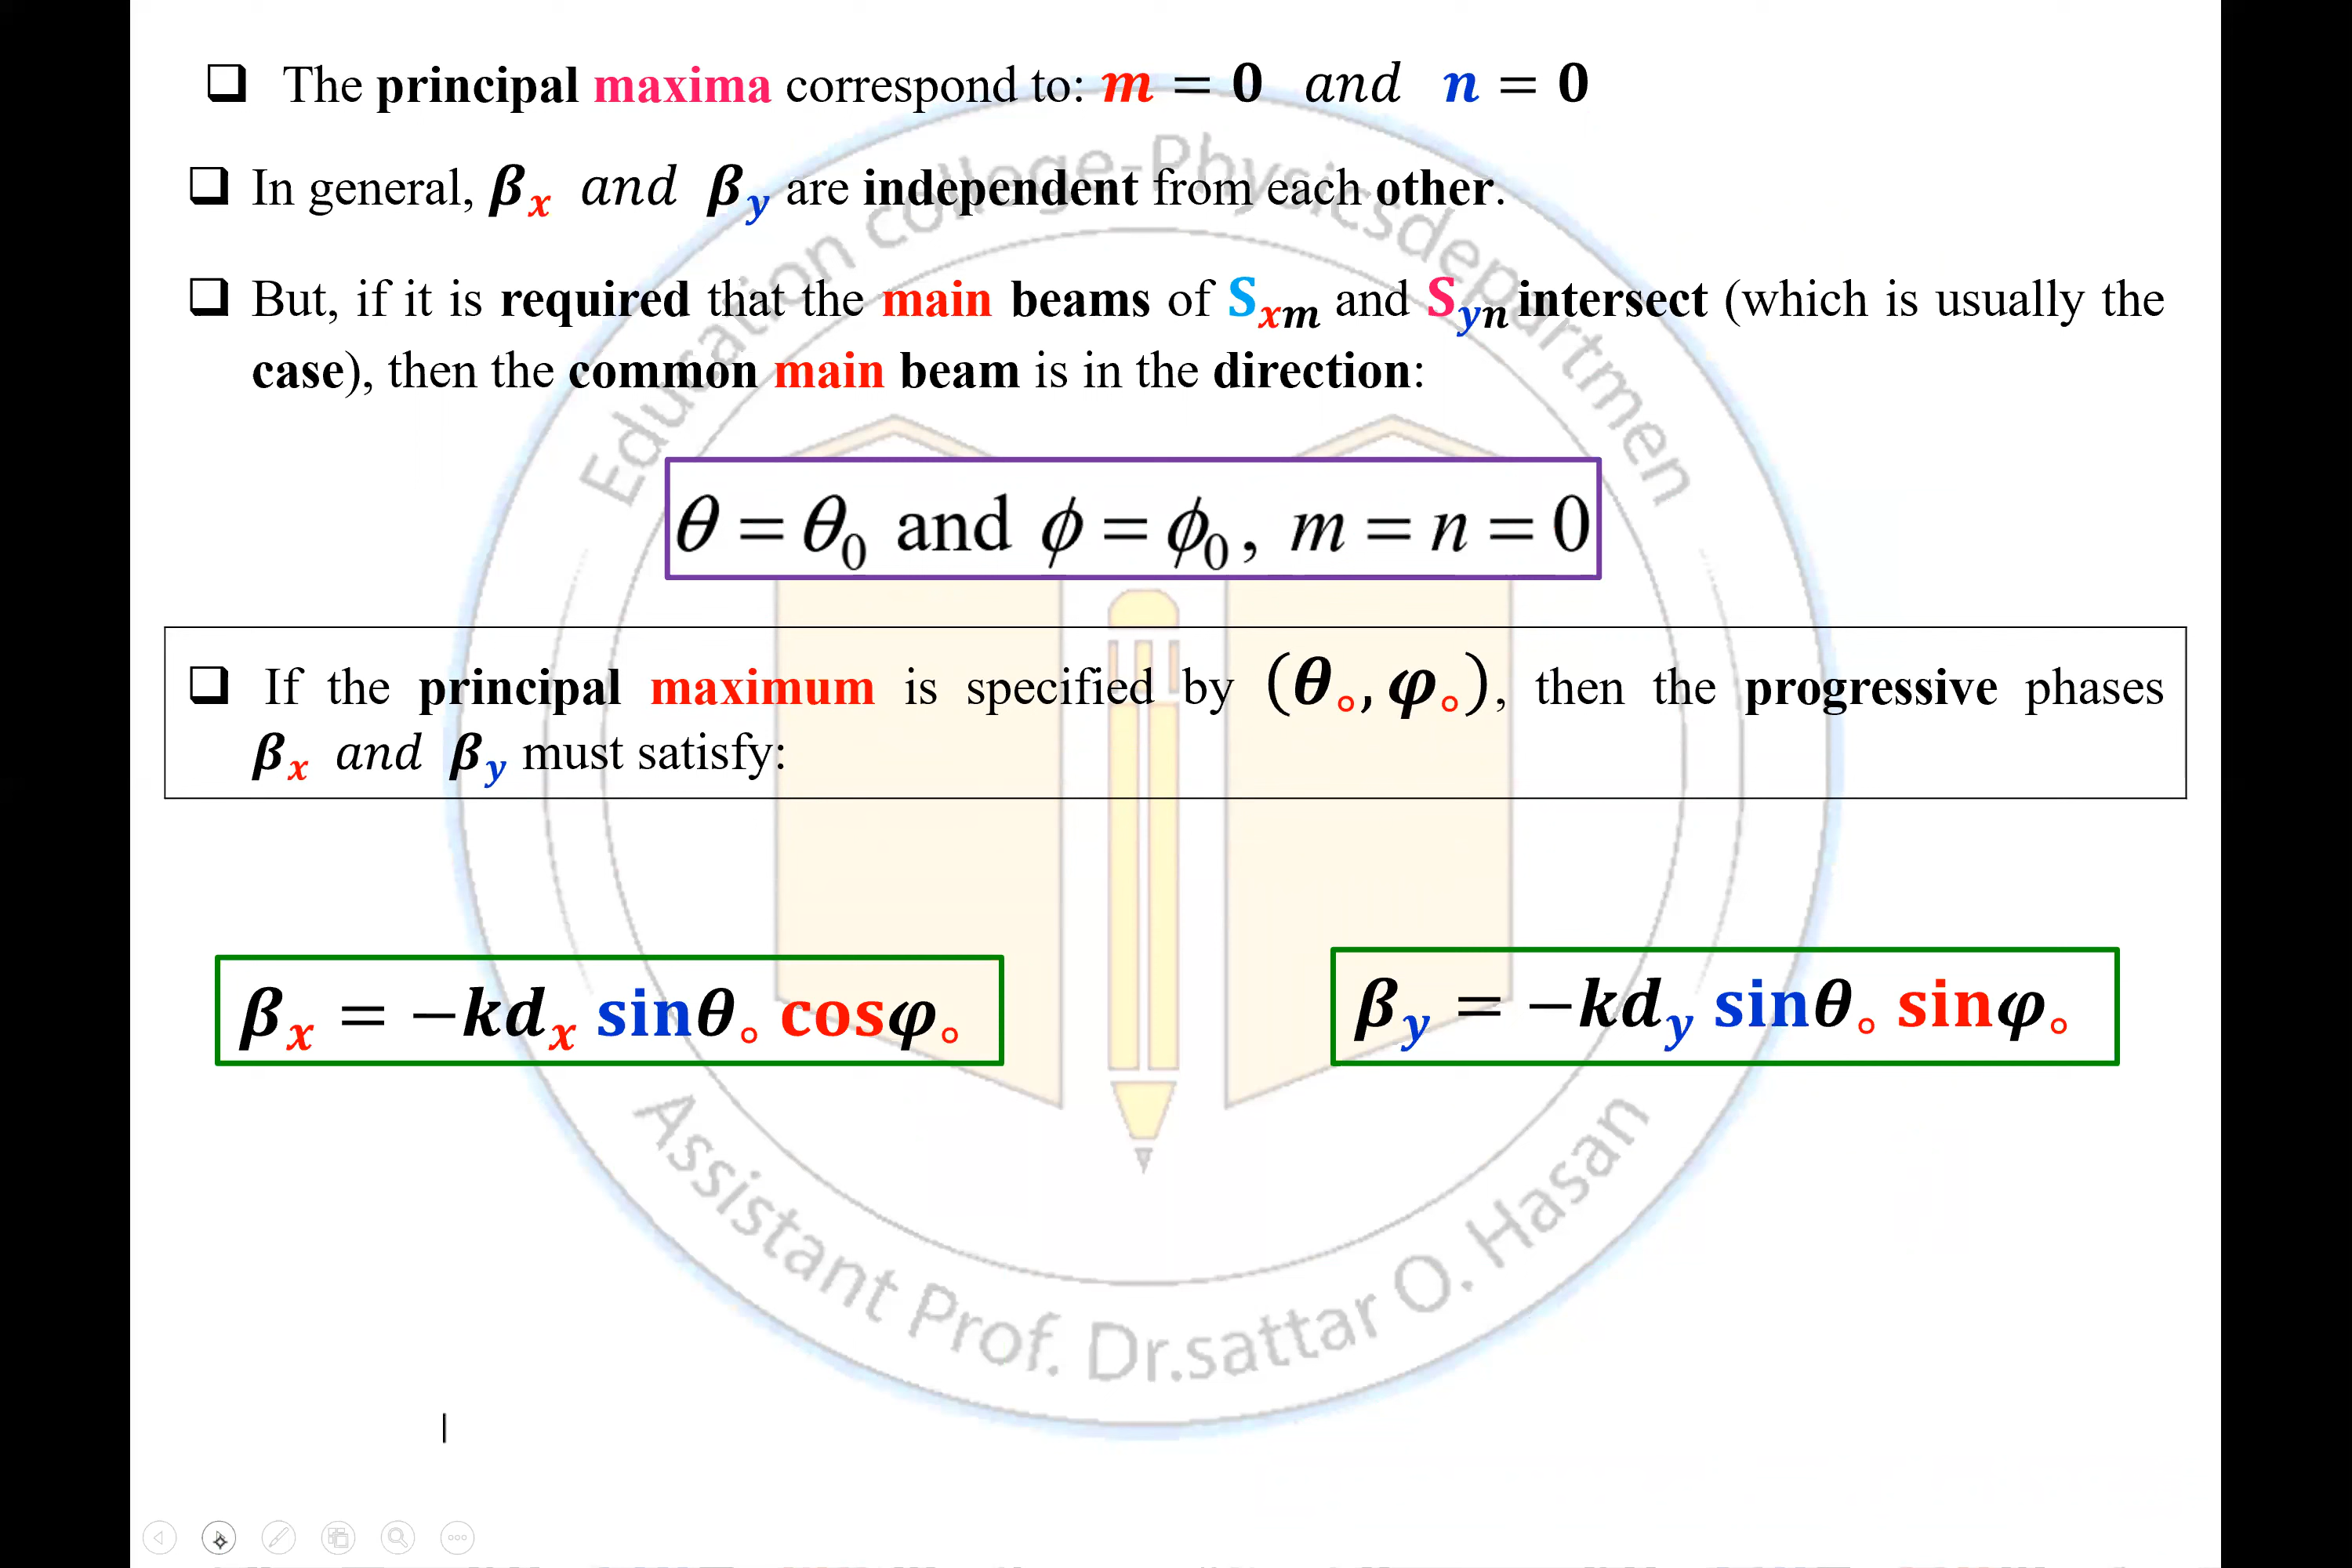 ❑ The principal maxima correspond to: m = 0 and n = 0
❑ In general, βx and βy are independent from each other.
❑ But, if it is required that the main beams of Sxm and Syn intersect (which is usually the
case), then the common main beam is in the direction:
θ = θ0 and ϕ = ϕ0, m = n = 0
❑ If the principal maximum is specified by (θ∘, φ∘), then the progressive phases
βx and βy must satisfy:
βx = −kdx sinθ∘ cosφ∘
βy = −kdy sinθ∘ sinφ∘
Education college-Physicsdepartmen
Assistant Prof. Dr.sattar O. Hasan